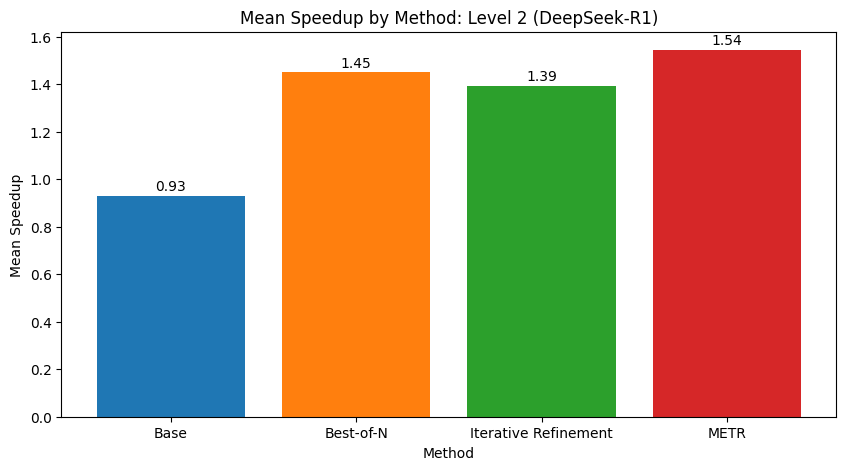 Mean Speedup by Method: Level 2 (DeepSeek-R1)
Mean Speedup
1.6
1.4
1.2
1.0
0.8
0.6
0.4
0.2
0.0
0.93
1.45
1.39
1.54
Base
Best-of-N
Iterative Refinement
METR
Method